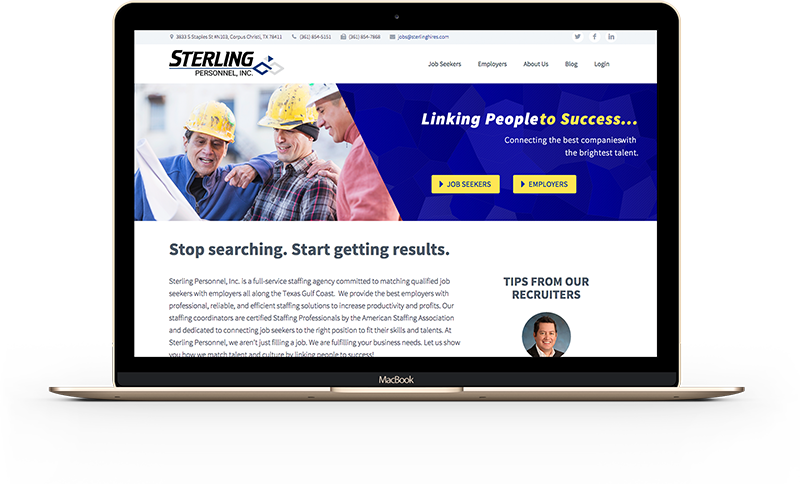 3833 S Staples St #N103, Corpus Christi, TX 78411 (361) 854-5151 (361) 854-7868 jobs@sterlinghires.com
STERLING
PERSONNEL, INC.
Job Seekers Employers About Us Blog Login
Linking People to Success...
Connecting the best companieswith
the brightest talent.
JOB SEEKERS EMPLOYERS
Stop searching. Start getting results.
Sterling Personnel, Inc. is a full-service staffing agency committed to matching qualified job
seekers with employers all along the Texas Gulf Coast. We provide the best employers with
professional, reliable, and efficient staffing solutions to increase productivity and profits. Our
staffing coordinators are certified Staffing Professionals by the American Staffing Association
and dedicated to connecting job seekers to the right position to fit their skills and talents. At
Sterling Personnel, we aren't just filling a job. We are fulfilling your business needs. Let us show
you how we match talent and culture by linking people to success!
TIPS FROM OUR
RECRUITERS
MacBook